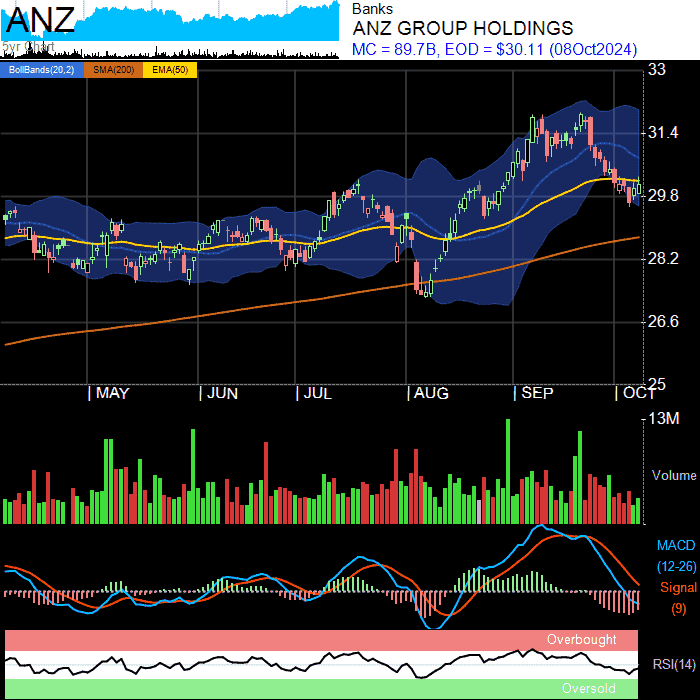 ANZ
5yr Chart
Banks
ANZ GROUP HOLDINGS
MC = 89.7B, EOD = $30.11 (08Oct2024)
BollBands(20,2) SMA(200) EMA(50)
33
31.4
29.8
28.2
26.6
25
MAY JUN JUL AUG SEP OCT
13M
Volume
MACD
(12-26)
Signal
(9)
Overbought
RSI(14)
Oversold